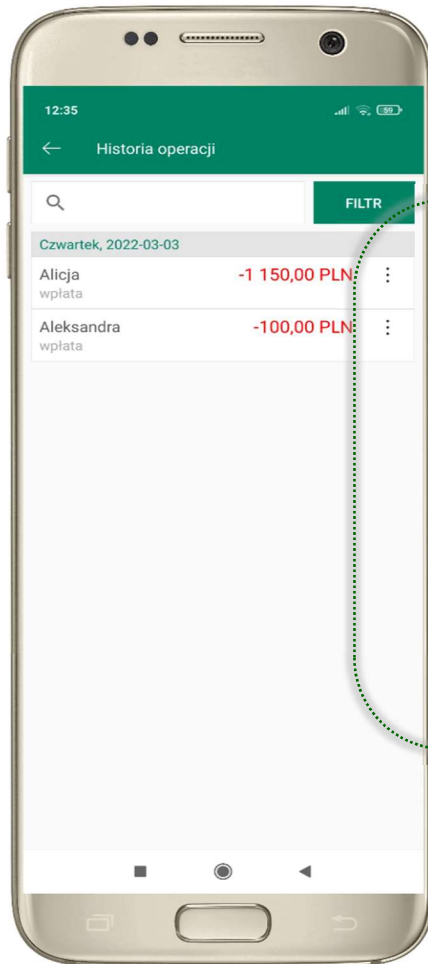 12:35
59
Historia operacji
FILTR
Czwartek, 2022-03-03
Alicja -1 150,00 PLN
wpłata
Aleksandra -100,00 PLN
wpłata